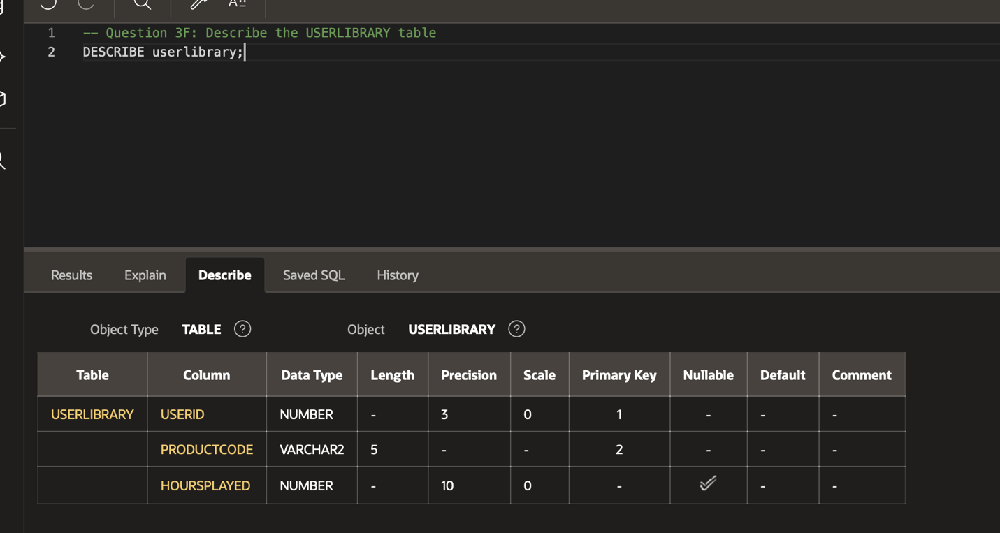 A
1 -- Question 3F: Describe the USERLIBRARY table
2 DESCRIBE userlibrary;
Results Explain Describe Saved SQL History
Object Type TABLE ? Object USERLIBRARY ?
Table Column Data Type Length Precision Scale Primary Key Nullable Default Comment
USERLIBRARY USERID NUMBER - 3 0 1 - - -
PRODUCTCODE VARCHAR2 5 - - 2 - - -
HOURSPLAYED NUMBER - 10 0 - - -